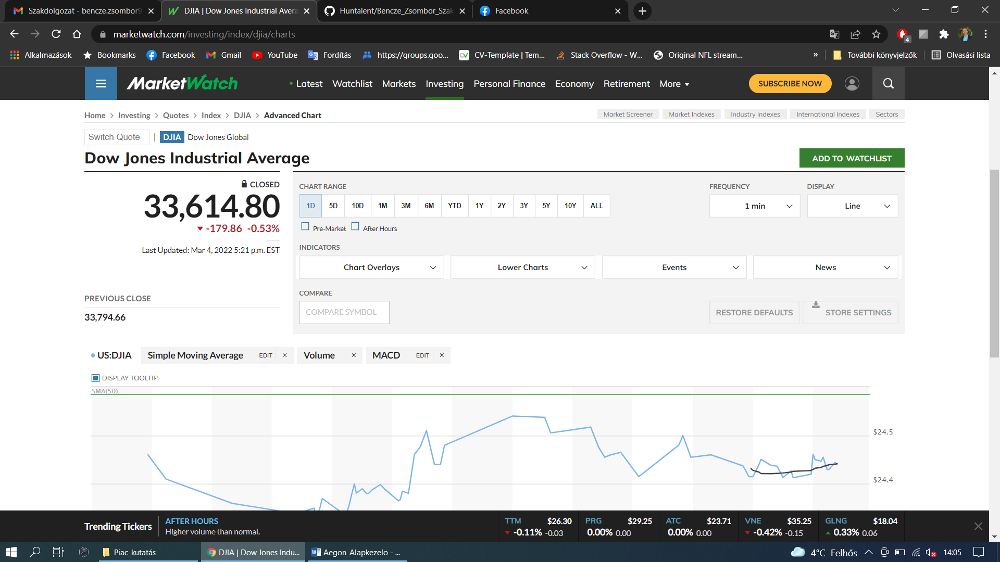 Szakdolgozat - bencze.zsombor9
DJIA | Dow Jones Industrial Avera
Huntalent/Bencze_Zsombor_Szak
Facebook
marketwatch.com/investing/index/djia/charts
4
Alkalmazások
Bookmarks
Facebook
Gmail
YouTube
Fordítás
https://groups.goo...
CV-Template | Tem...
Stack Overflow - W...
Original NFL stream...
»
További könyvjelzők
Olvasási lista
MarketWatch
Latest
Watchlist
Markets
Investing
Personal Finance
Economy
Retirement
More
SUBSCRIBE NOW
Home > Investing > Quotes > Index > DJIA > Advanced Chart
Market Screener
Market Indexes
Industry Indexes
International Indexes
Sectors
Switch Quote | DJIA Dow Jones Global
Dow Jones Industrial Average
ADD TO WATCHLIST
CLOSED
33,614.80
-179.86 -0.53%
Last Updated: Mar 4, 2022 5:21 p.m. EST
PREVIOUS CLOSE
33,794.66
CHART RANGE
FREQUENCY
DISPLAY
1D 5D 10D 1M 3M 6M YTD 1Y 2Y 3Y 5Y 10Y ALL
1 min
Line
Pre-Market
After Hours
INDICATORS
Chart Overlays
Lower Charts
Events
News
COMPARE
COMPARE SYMBOL
RESTORE DEFAULTS
STORE SETTINGS
US:DJIA
Simple Moving Average EDIT ×
Volume ×
MACD EDIT ×
DISPLAY TOOLTIP
SMA(50)
$24.5
$24.4
Trending Tickers
AFTER HOURS
Higher volume than normal.
TTM $26.30
-0.11% -0.03
PRG $29.25
0.00% 0.00
ATC $23.71
0.00% 0.00
VNE $35.25
-0.42% -0.15
GLNG $18.04
0.33% 0.06
Piac_kutatás
DJIA | Dow Jones Indu...
Aegon_Alapkezelo - ...
4°C Felhős
14:05